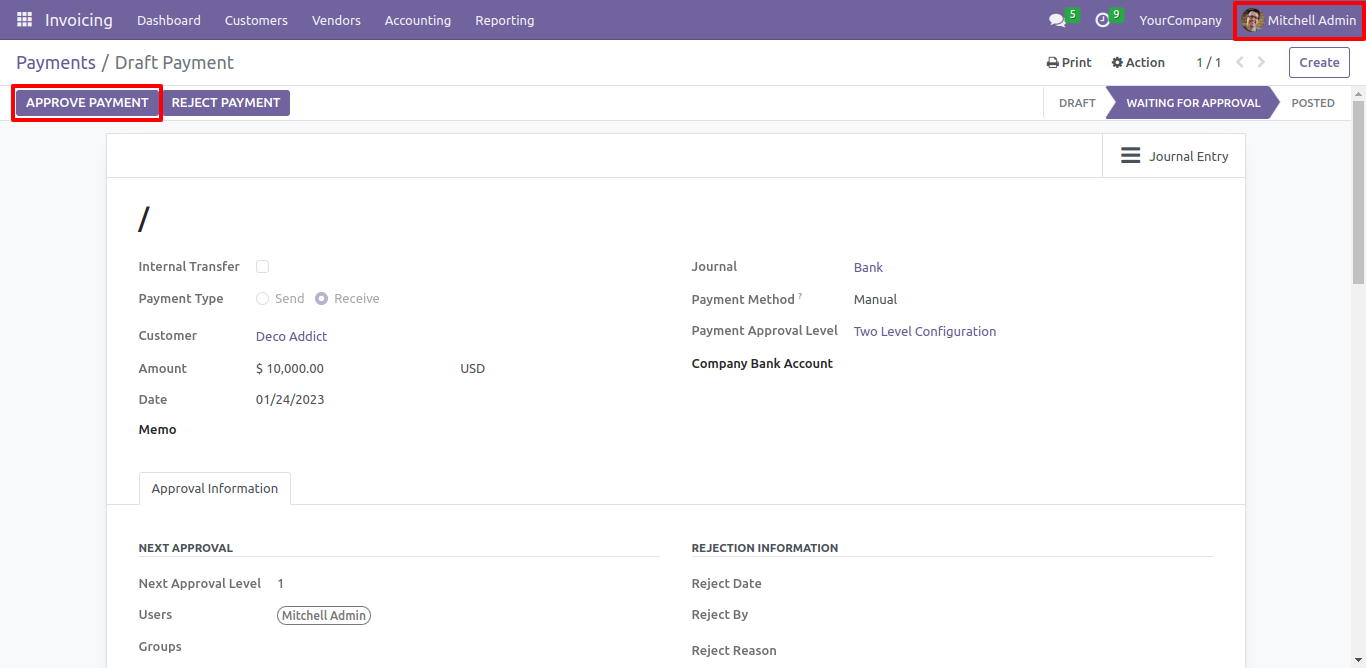 Invoicing Dashboard Customers Vendors Accounting Reporting 5 9 YourCompany Mitchell Admin
Payments / Draft Payment Print Action 1 / 1 Create
APPROVE PAYMENT REJECT PAYMENT DRAFT WAITING FOR APPROVAL POSTED
Journal Entry
/
Internal Transfer
Payment Type Send Receive
Customer Deco Addict
Amount $ 10,000.00 USD
Date 01/24/2023
Memo
Journal Bank
Payment Method ? Manual
Payment Approval Level Two Level Configuration
Company Bank Account
Approval Information
NEXT APPROVAL
Next Approval Level 1
Users Mitchell Admin
Groups
REJECTION INFORMATION
Reject Date
Reject By
Reject Reason